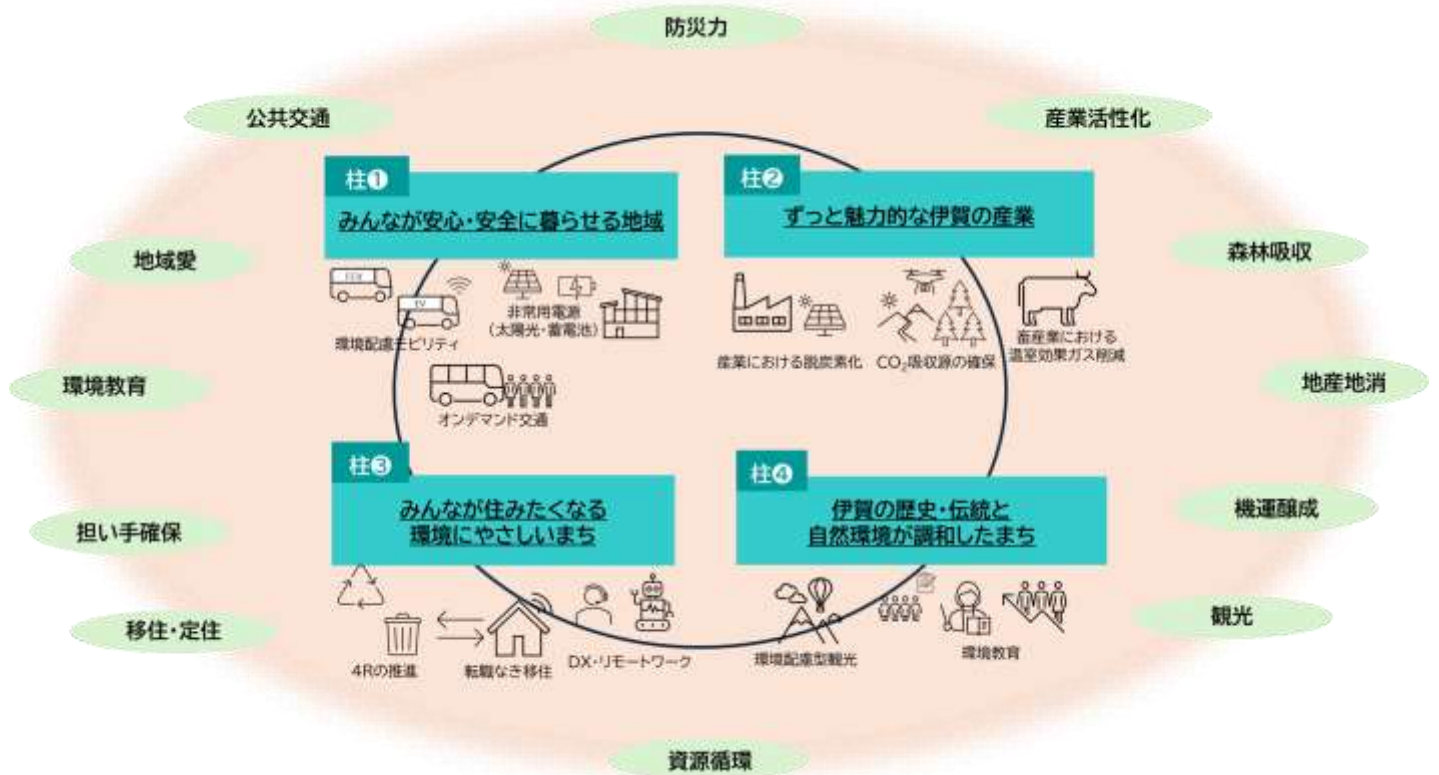 防災力
公共交通
産業活性化
柱❶
みんなが安心・安全に暮らせる地域
柱❷
ずっと魅力的な伊賀の産業
地域愛
森林吸収
EV
環境配慮モビリティ
非常用電源
(太陽光・蓄電池)
オンデマンド交通
産業における脱炭素化
CO₂吸収源の確保
畜産業における
温室効果ガス削減
環境教育
地産地消
柱❸
みんなが住みたくなる
環境にやさしいまち
柱❹
伊賀の歴史・伝統と
自然環境が調和したまち
担い手確保
機運醸成
4Rの推進
転職なき移住
DX・リモートワーク
環境配慮型観光
環境教育
移住・定住
観光
資源循環